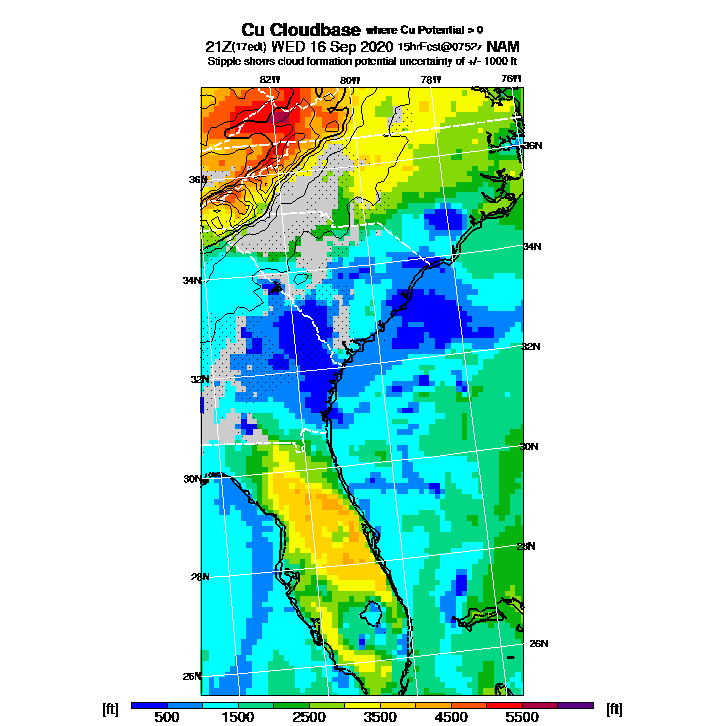 Cu Cloudbase where Cu Potential > 0
21Z(17edt) WED 16 Sep 2020 15hrFcst@0752z NAM
Stipple shows cloud formation potential uncertainty of +/- 1000 ft
82W 80W 78W 76W
36N
36N
34N
34N
32N
32N
30N
30N
28N
28N
26N
26N
[ft] [ft]
500 1500 2500 3500 4500 5500